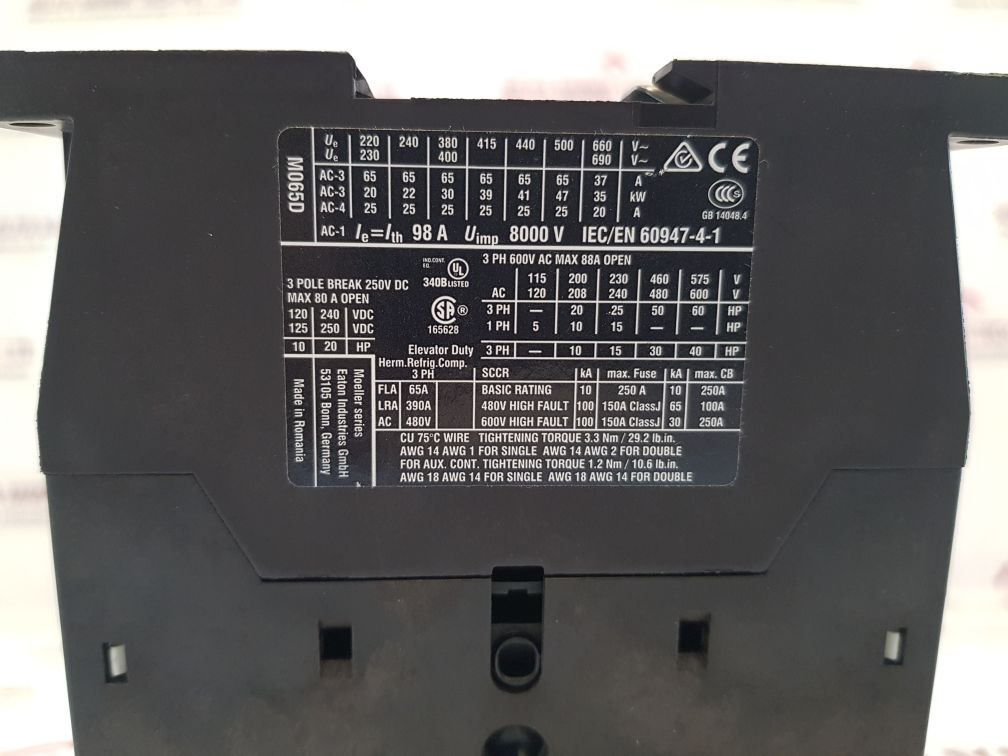 M065D
Ue 220 240 380 415 440 500 660 V~
Ue 230 400 690 V~
AC-3 65 65 65 65 65 65 37 A
AC-3 20 22 30 39 41 47 35 kW
AC-4 25 25 25 25 25 25 20 A
AC-1 Ie=Ith 98 A Uimp 8000 V IEC/EN 60947-4-1
CE
CCC S
GB 14048.4
3 POLE BREAK 250V DC
MAX 80 A OPEN
120 240 VDC
125 250 VDC
10 20 HP
IND.CONT.
EQ.
UL
340B LISTED
SA ®
165628
3 PH 600V AC MAX 88A OPEN
115 200 230 460 575 V
AC 120 208 240 480 600 V
3 PH — 20 25 50 60 HP
1 PH 5 10 15 — — HP
Elevator Duty 3 PH — 10 15 30 40 HP
Herm.Refrig.Comp.
3 PH
FLA 65A
LRA 390A
AC 480V
SCCR kA max. Fuse kA max. CB
BASIC RATING 10 250 A 10 250A
480V HIGH FAULT 100 150A ClassJ 65 100A
600V HIGH FAULT 100 150A ClassJ 30 250A
Moeller series
Eaton Industries GmbH
53105 Bonn, Germany
Made in Romania
CU 75°C WIRE TIGHTENING TORQUE 3.3 Nm / 29.2 lb.in.
AWG 14 AWG 1 FOR SINGLE AWG 14 AWG 2 FOR DOUBLE
FOR AUX. CONT. TIGHTENING TORQUE 1.2 Nm / 10.6 lb.in.
AWG 18 AWG 14 FOR SINGLE AWG 18 AWG 14 FOR DOUBLE